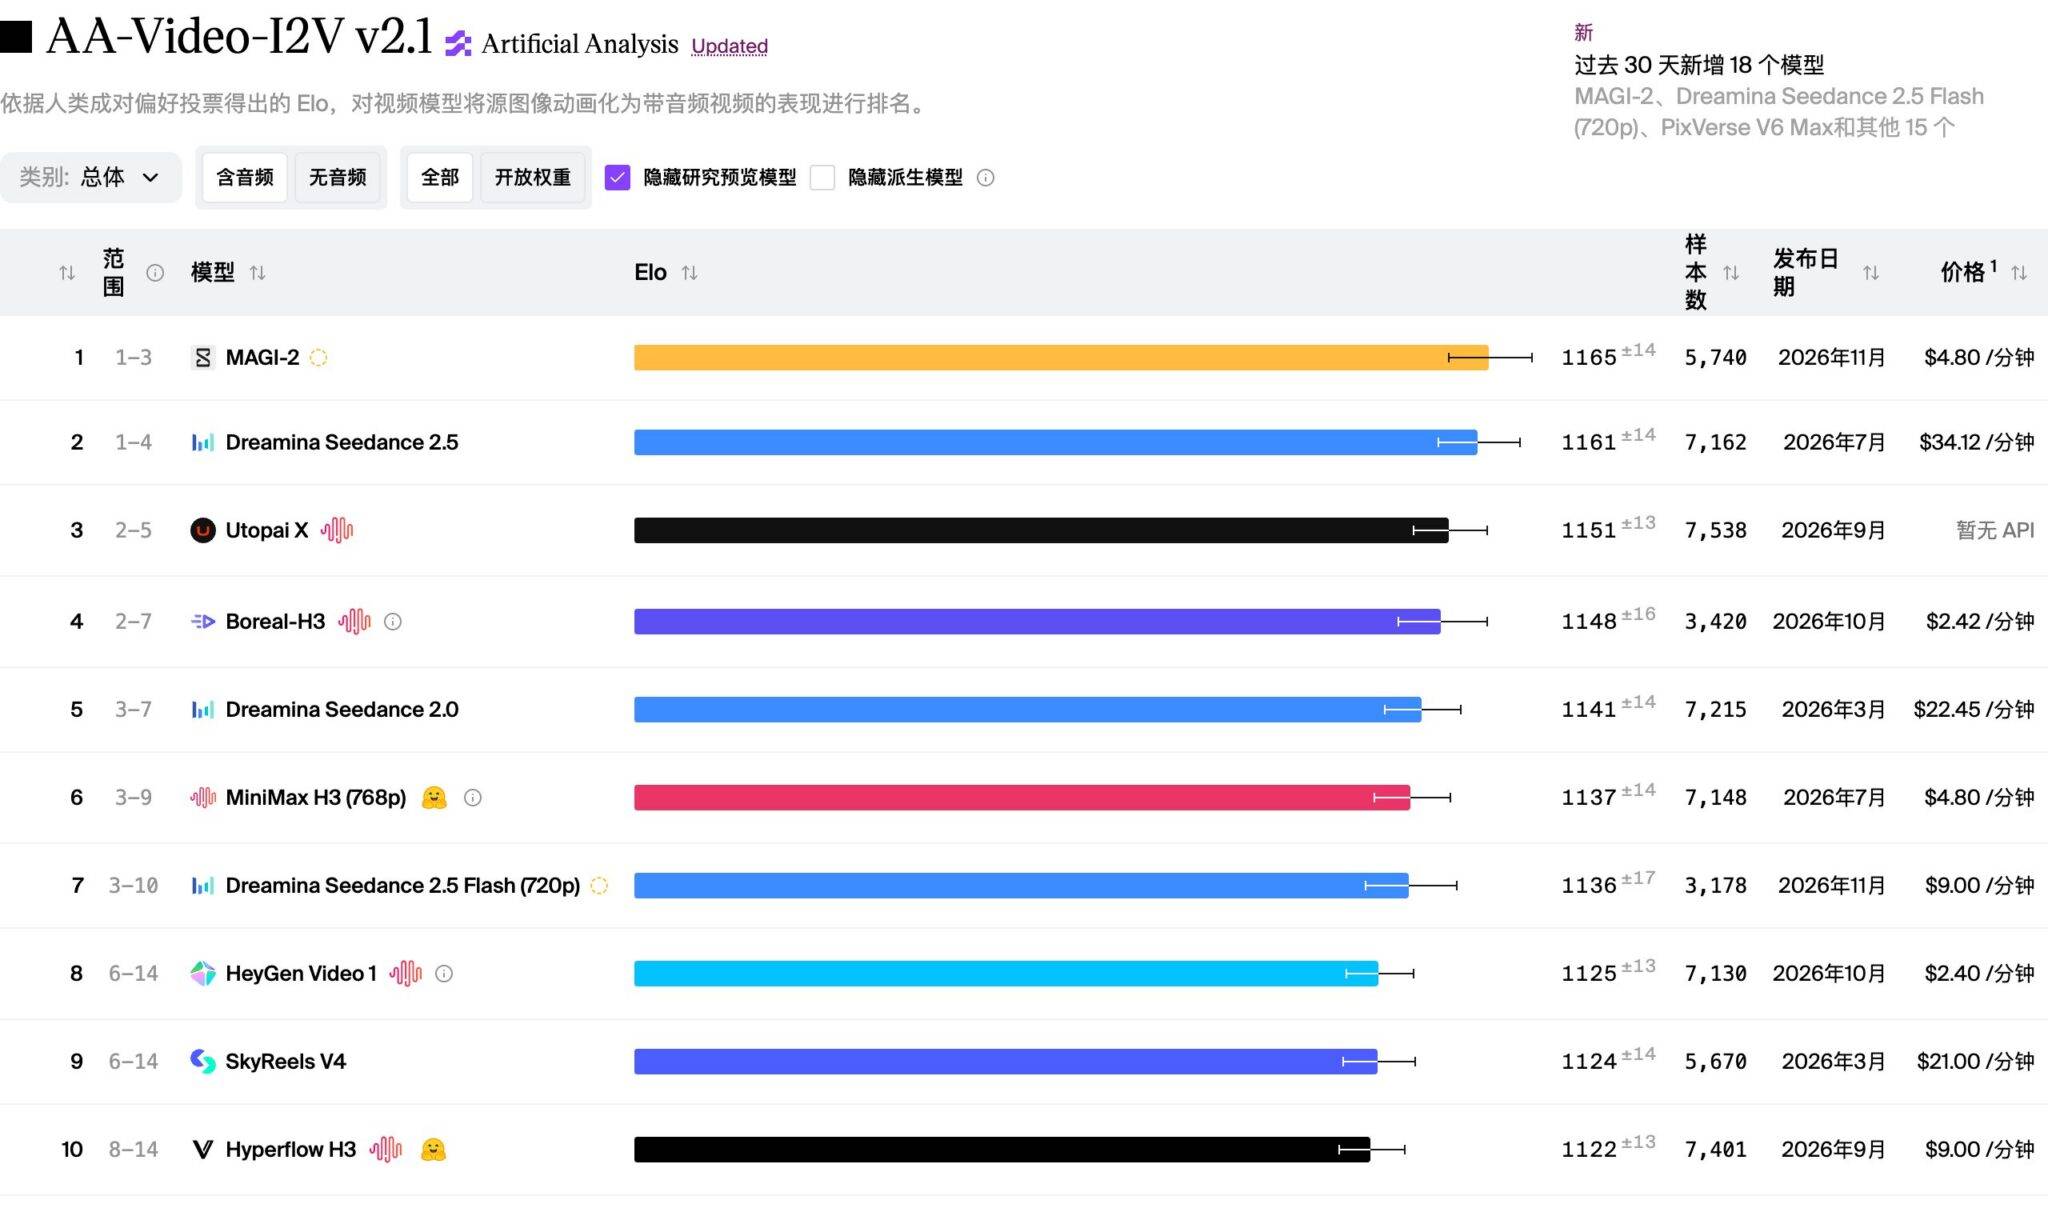 AA-Video-I2V v2.1 Artificial Analysis Updated
依据人类成对偏好投票得出的 Elo，对视频模型将源图像动画化为带音频视频的表现进行排名。
新
过去 30 天新增 18 个模型
MAGI-2、Dreamina Seedance 2.5 Flash
(720p)、PixVerse V6 Max和其他 15 个
类别: 总体 含音频 无音频 全部 开放权重 隐藏研究预览模型 隐藏派生模型
范围 模型 Elo 样本数 发布日期 价格 1
1 1–3 MAGI-2 1165 ±14 5,740 2026年11月 $4.80 /分钟
2 1–4 Dreamina Seedance 2.5 1161 ±14 7,162 2026年7月 $34.12 /分钟
3 2–5 Utopai X 1151 ±13 7,538 2026年9月 暂无 API
4 2–7 Boreal-H3 1148 ±16 3,420 2026年10月 $2.42 /分钟
5 3–7 Dreamina Seedance 2.0 1141 ±14 7,215 2026年3月 $22.45 /分钟
6 3–9 MiniMax H3 (768p) 1137 ±14 7,148 2026年7月 $4.80 /分钟
7 3–10 Dreamina Seedance 2.5 Flash (720p) 1136 ±17 3,178 2026年11月 $9.00 /分钟
8 6–14 HeyGen Video 1 1125 ±13 7,130 2026年10月 $2.40 /分钟
9 6–14 SkyReels V4 1124 ±14 5,670 2026年3月 $21.00 /分钟
10 8–14 Hyperflow H3 1122 ±13 7,401 2026年9月 $9.00 /分钟